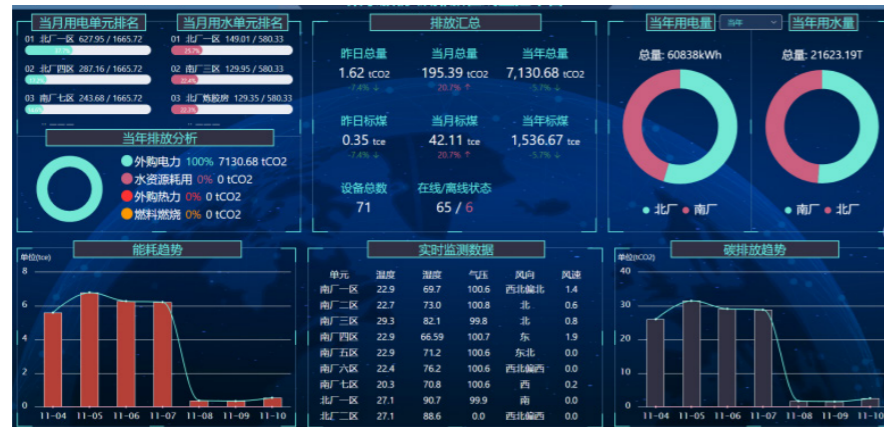 当月用电单元排名
01 北厂一区 627.95 / 1665.72
37.7%
02 北厂四区 287.16 / 1665.72
17.2%
03 南厂七区 243.68 / 1665.72
当月用水单元排名
01 北厂一区 149.01 / 580.33
25.7%
02 南厂三区 129.95 / 580.33
22.4%
03 北厂炼胶房 129.35 / 580.33
22.3%
当年排放分析
外购电力 100% 7130.68 tCO2
水资源耗用 0% 0 tCO2
外购热力 0% 0 tCO2
燃料燃烧 0% 0 tCO2
排放汇总
昨日总量 当月总量 当年总量
1.62 tCO2 195.39 tCO2 7,130.68 tCO2
-7.4% ↓ 20.7% ↑ -5.7% ↓
昨日标煤 当月标煤 当年标煤
0.35 tce 42.11 tce 1,536.67 tce
-7.4% ↓ 20.7% ↑ -5.7% ↓
设备总数 在线/离线状态
71 65 / 6
当年用电量 当年 当年用水量
总量: 60838kWh 总量: 21623.19T
北厂 南厂 南厂 北厂
能耗趋势
单位(tce)
8
6
4
2
0
11-04 11-05 11-06 11-07 11-08 11-09 11-10
实时监测数据
单元 温度 湿度 气压 风向 风速
南厂一区 22.9 69.7 100.6 西北偏北 1.4
南厂二区 22.7 73.0 100.8 北 0.6
南厂三区 29.3 82.1 99.8 北 0.8
南厂四区 22.9 66.59 100.7 东 1.9
南厂五区 22.9 71.2 100.6 东北 0.0
南厂六区 22.4 76.2 100.6 西北偏西 0.0
南厂七区 20.3 70.8 100.6 西 0.2
北厂一区 27.1 90.7 99.9 南 0.0
北厂二区 27.1 88.6 0.0 西北偏西 0.0
碳排放趋势
单位(tCO2)
40
30
20
10
0
11-04 11-05 11-06 11-07 11-08 11-09 11-10